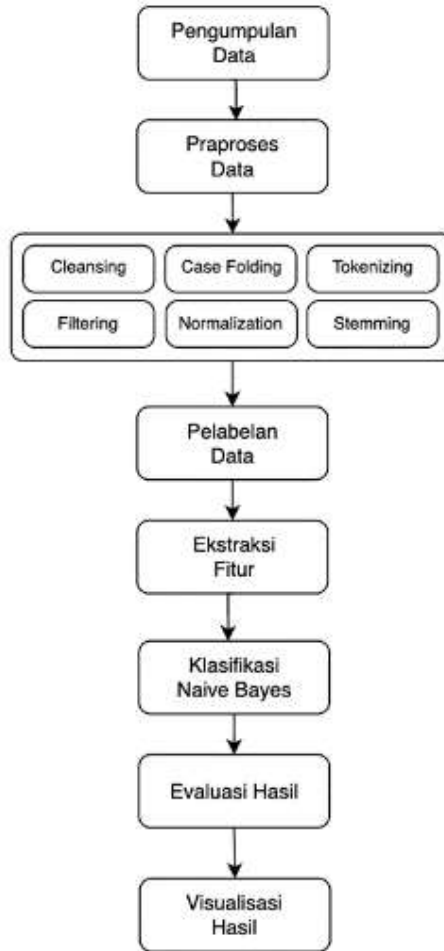 Pengumpulan
Data
Praproses
Data
Cleansing
Case Folding
Tokenizing
Filtering
Normalization
Stemming
Pelabelan
Data
Ekstraksi
Fitur
Klasifikasi
Naive Bayes
Evaluasi Hasil
Visualisasi
Hasil